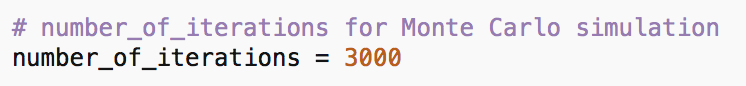 # number_of_iterations for Monte Carlo simulation
number_of_iterations = 3000